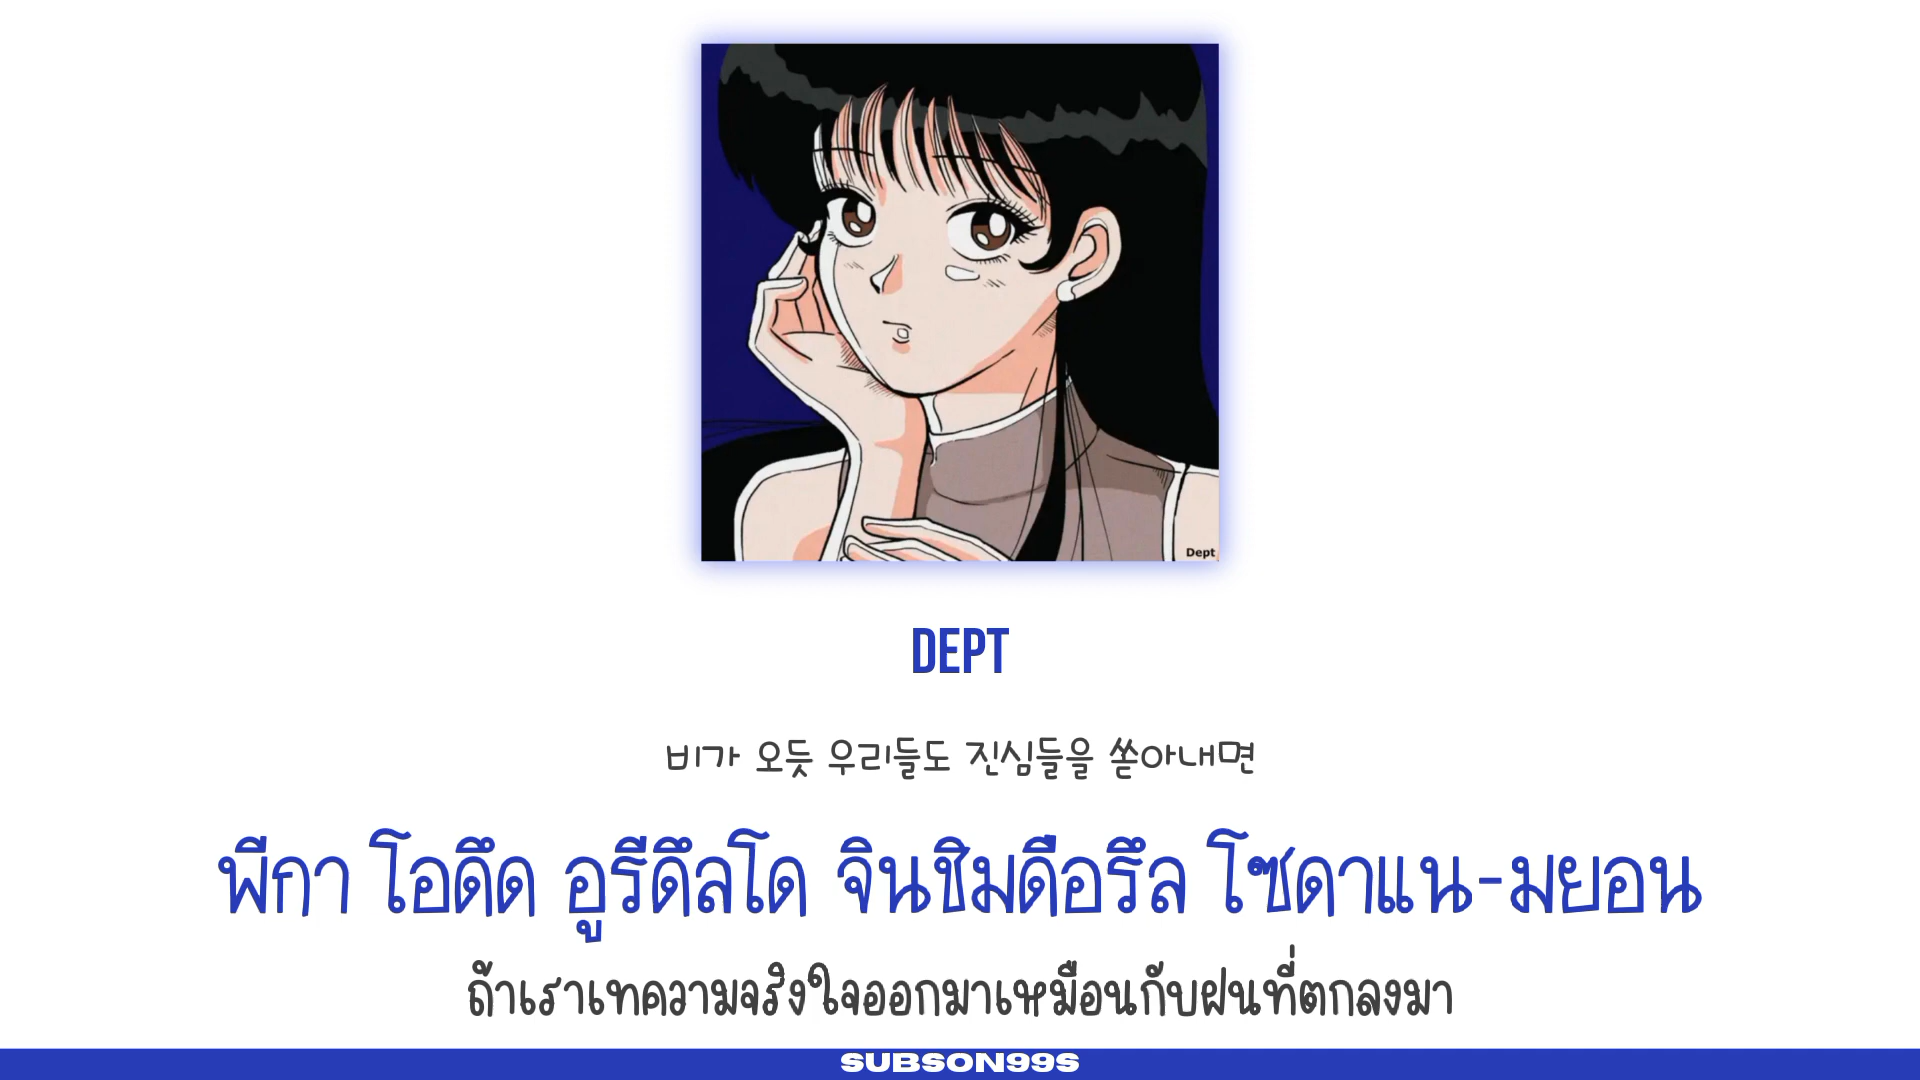 Dept
DEPT
비가 오듯 우리들도 진심들을 쏟아내면
พีกา โอดึด อูรีดึลโด จินชิมดือรึล โซดาแน-มยอน
ถ้าเราเทความจริงใจออกมาเหมือนกับฝนที่ตกลงมา
SUBSON99S